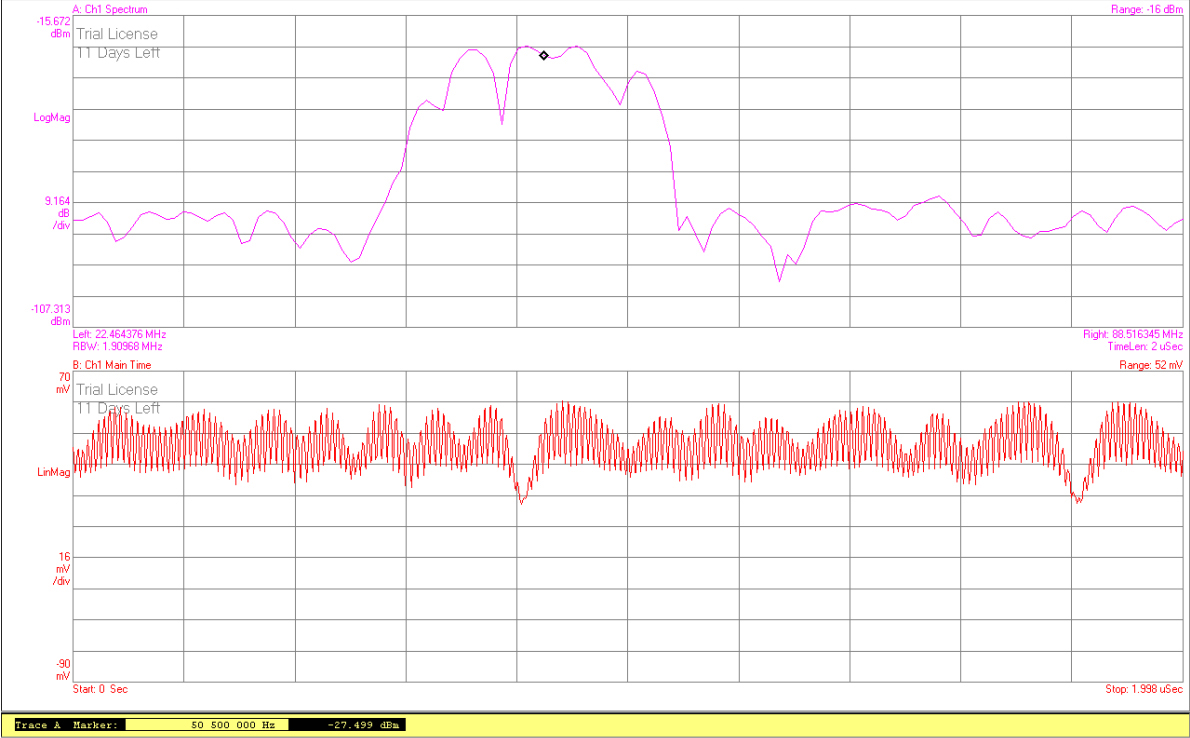 A: Ch1 Spectrum Range: -16 dBm
-15.672
dBm
Trial License
11 Days Left
LogMag
9.164
dB
/div
-107.313
dBm
Left: 22.464376 MHz Right: 88.516345 MHz
RBW: 1.90968 MHz TimeLen: 2 uSec
B: Ch1 Main Time Range: 52 mV
70
mV
Trial License
11 Days Left
LinMag
16
mV
/div
-90
mV
Start: 0 Sec Stop: 1.998 uSec
Trace A Marker: 50 500 000 Hz -27.499 dBm